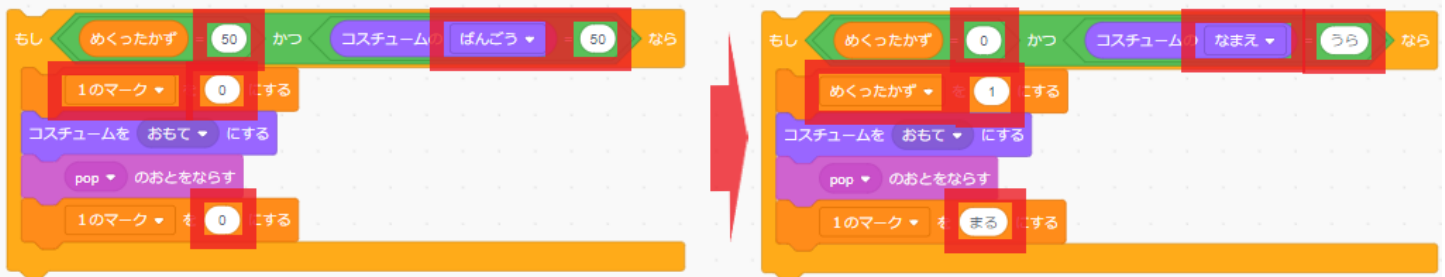 もし めくったかず = 50 かつ コスチュームの ばんごう = 50 なら
1のマーク を 0 にする
コスチュームを おもて にする
pop のおとをならす
1のマーク を 0 にする
もし めくったかず = 0 かつ コスチュームの なまえ = うら なら
めくったかず を 1 にする
コスチュームを おもて にする
pop のおとをならす
1のマーク を まる にする